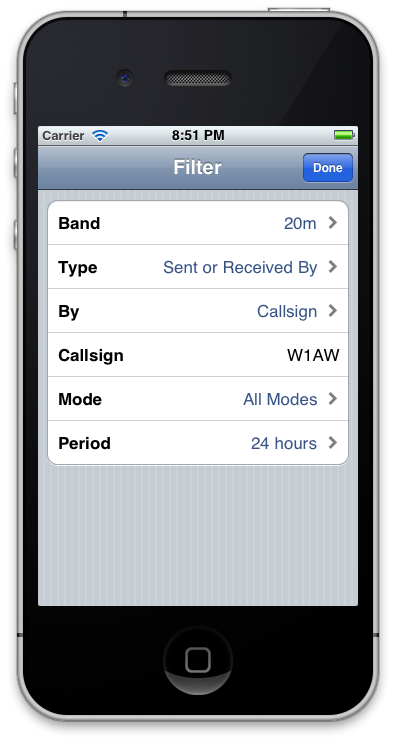 Carrier 8:51 PM
Filter Done
Band 20m
Type Sent or Received By
By Callsign
Callsign W1AW
Mode All Modes
Period 24 hours